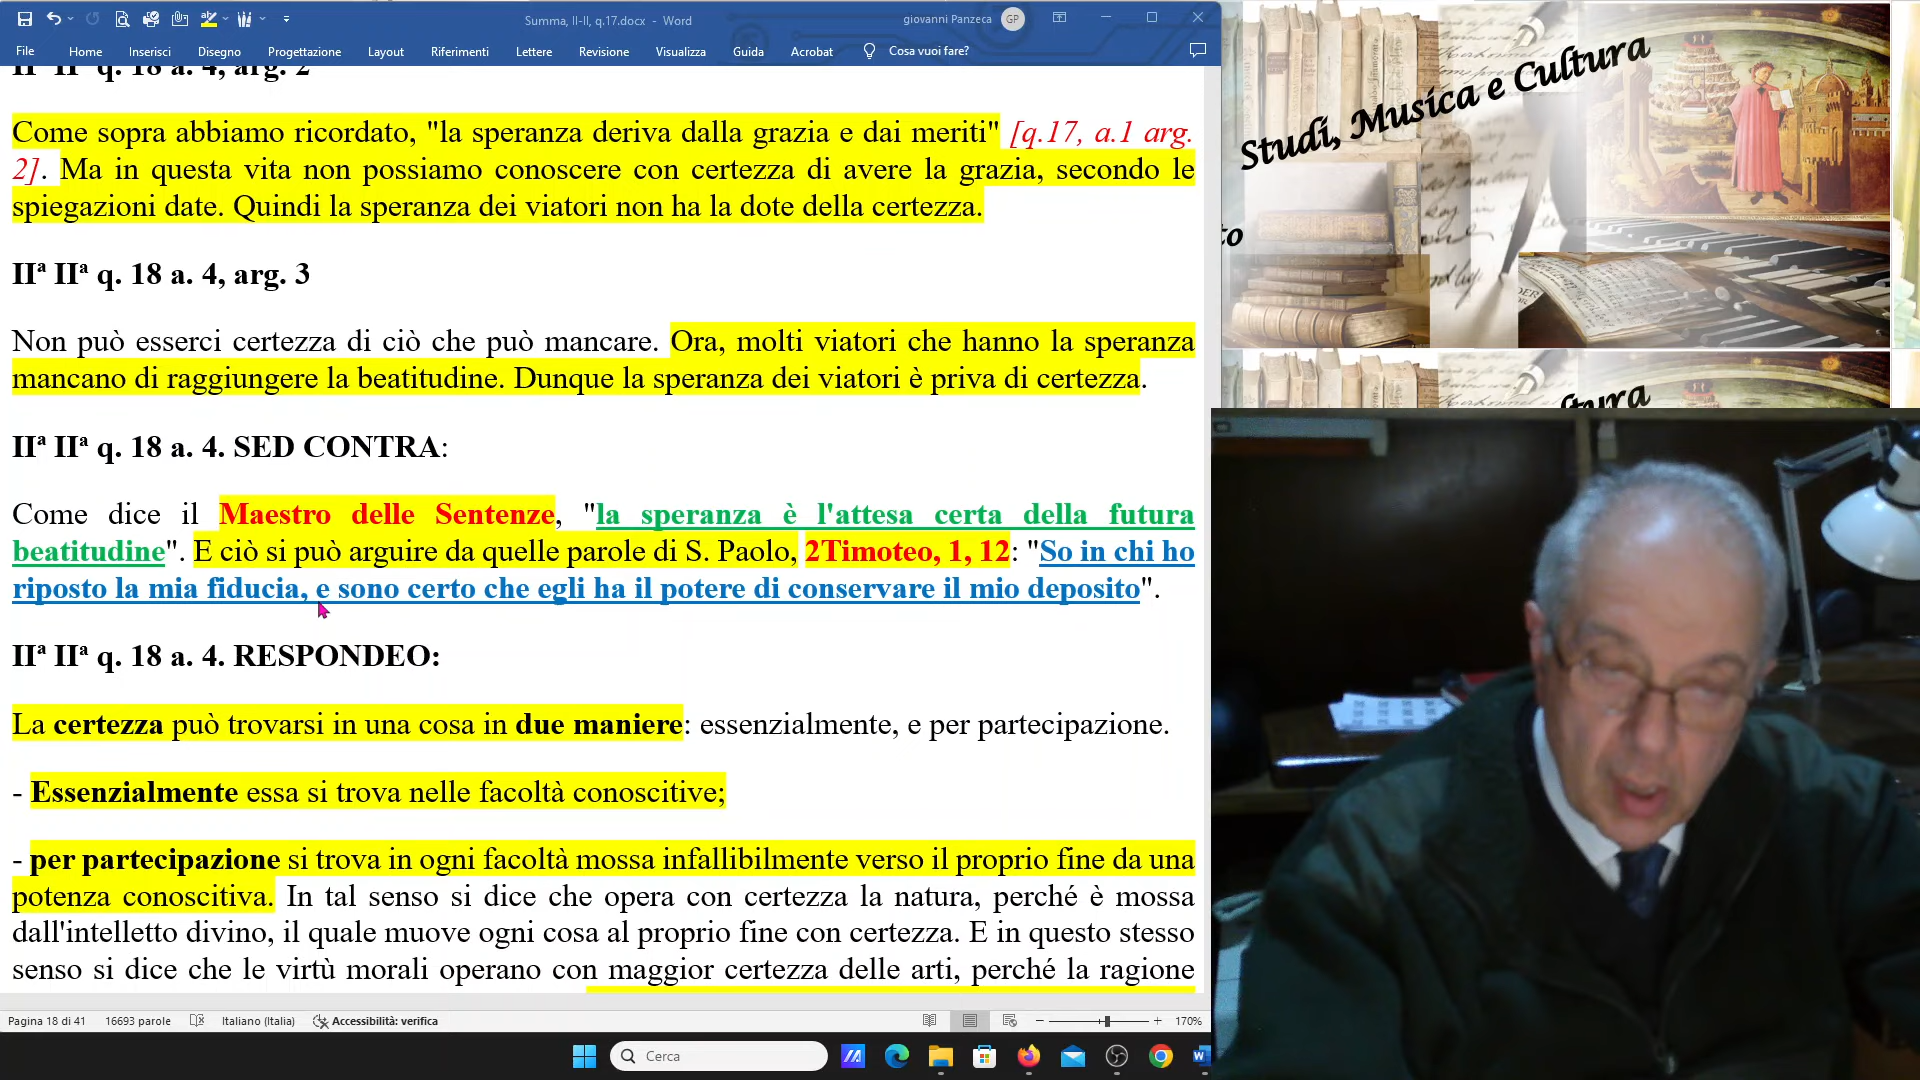 Summa, II-II, q.17.docx - Word
giovanni Panzeca GP
File Home Inserisci Disegno Progettazione Layout Riferimenti Lettere Revisione Visualizza Guida Acrobat Cosa vuoi fare?
IIª IIª q. 18 a. 4, arg. 2
Come sopra abbiamo ricordato, "la speranza deriva dalla grazia e dai meriti" [q.17, a.1 arg.
2]. Ma in questa vita non possiamo conoscere con certezza di avere la grazia, secondo le
spiegazioni date. Quindi la speranza dei viatori non ha la dote della certezza.
IIª IIª q. 18 a. 4, arg. 3
Non può esserci certezza di ciò che può mancare. Ora, molti viatori che hanno la speranza
mancano di raggiungere la beatitudine. Dunque la speranza dei viatori è priva di certezza.
IIª IIª q. 18 a. 4. SED CONTRA:
Come dice il Maestro delle Sentenze, "la speranza è l'attesa certa della futura
beatitudine". E ciò si può arguire da quelle parole di S. Paolo, 2Timoteo, 1, 12: "So in chi ho
riposto la mia fiducia, e sono certo che egli ha il potere di conservare il mio deposito".
IIª IIª q. 18 a. 4. RESPONDEO:
La certezza può trovarsi in una cosa in due maniere: essenzialmente, e per partecipazione.
- Essenzialmente essa si trova nelle facoltà conoscitive;
- per partecipazione si trova in ogni facoltà mossa infallibilmente verso il proprio fine da una
potenza conoscitiva. In tal senso si dice che opera con certezza la natura, perché è mossa
dall'intelletto divino, il quale muove ogni cosa al proprio fine con certezza. E in questo stesso
senso si dice che le virtù morali operano con maggior certezza delle arti, perché la ragione
Pagina 18 di 41 16693 parole Italiano (Italia) Accessibilità: verifica 170%
Cerca
Studi, Musica e Cultura
to
tura